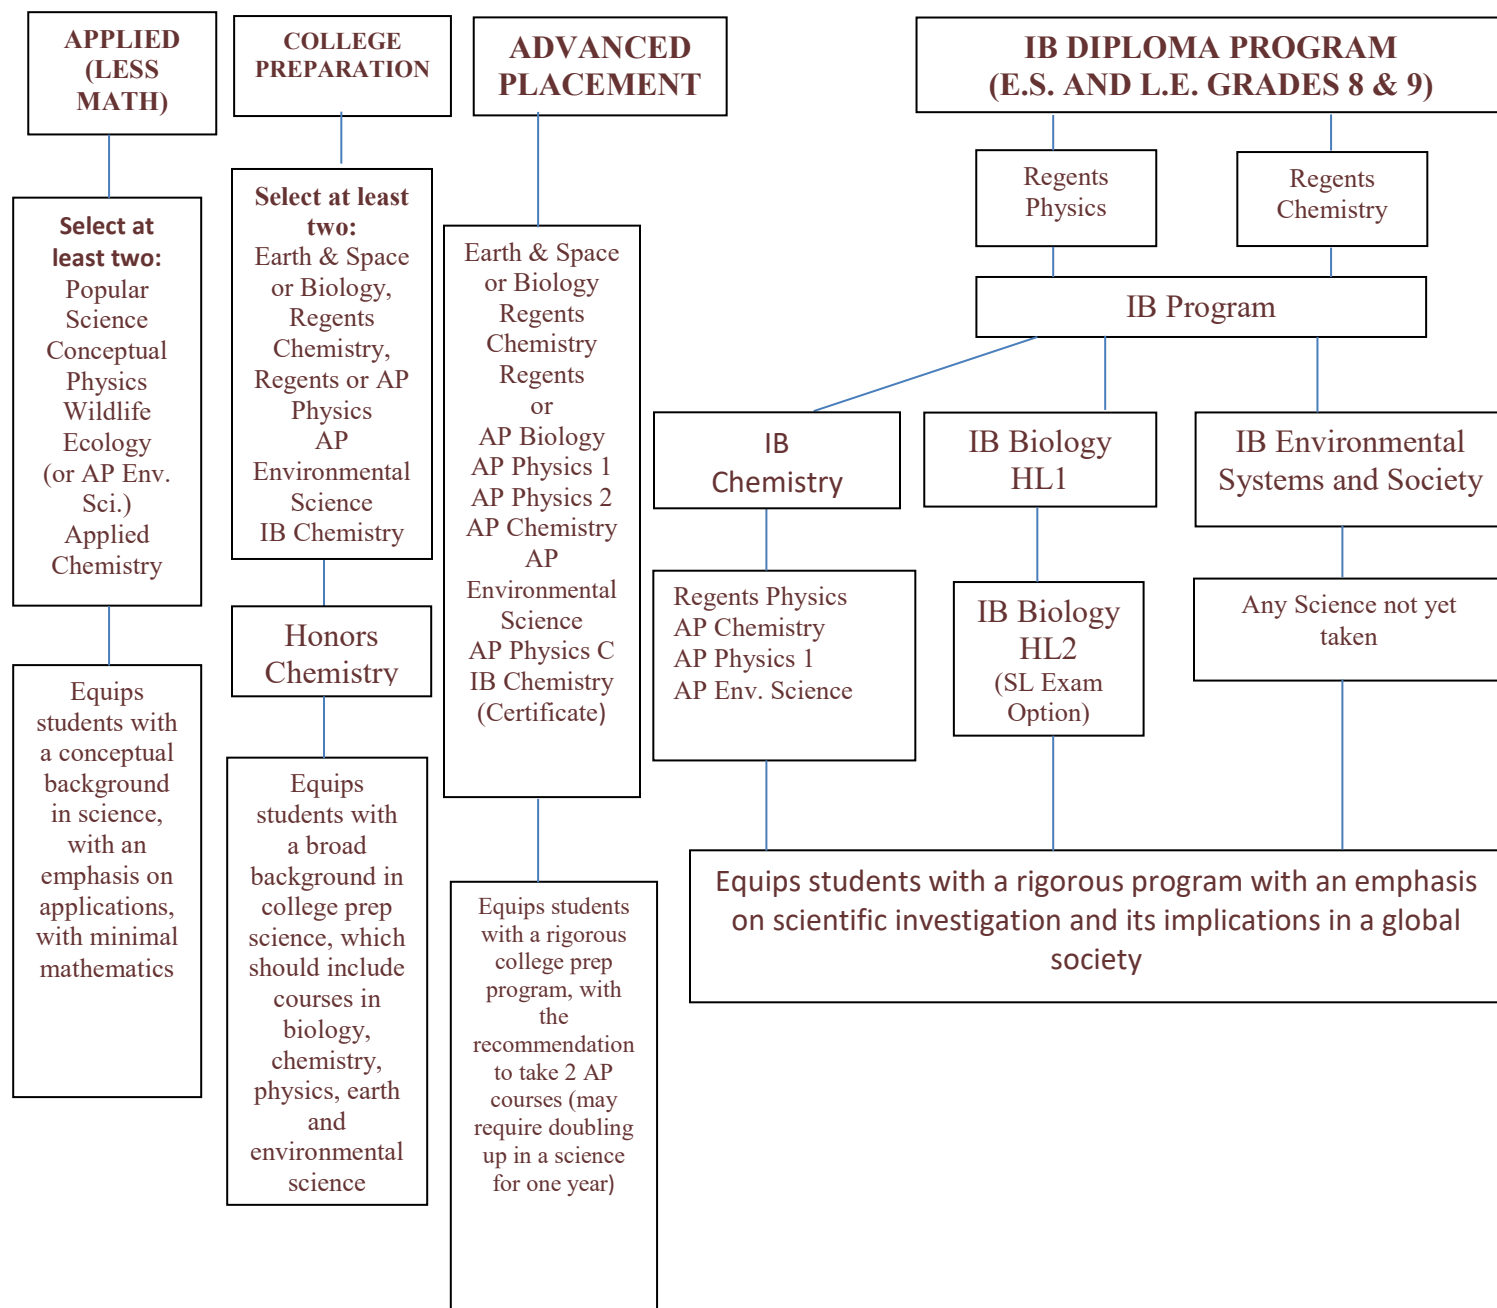 APPLIED
(LESS
MATH)
Select at
least two:
Popular
Science
Conceptual
Physics
Wildlife
Ecology
(or AP Env.
Sci.)
Applied
Chemistry
Equips
students with
a conceptual
background
in science,
with an
emphasis on
applications,
with minimal
mathematics
COLLEGE
PREPARATION
Select at least
two:
Earth & Space
or Biology,
Regents
Chemistry,
Regents or AP
Physics
AP
Environmental
Science
IB Chemistry
Honors
Chemistry
Equips
students with
a broad
background in
college prep
science, which
should include
courses in
biology,
chemistry,
physics, earth
and
environmental
science
ADVANCED
PLACEMENT
Earth & Space
or Biology
Regents
Chemistry
Regents
or
AP Biology
AP Physics 1
AP Physics 2
AP Chemistry
AP
Environmental
Science
AP Physics C
IB Chemistry
(Certificate)
Equips students
with a rigorous
college prep
program, with
the
recommendation
to take 2 AP
courses (may
require doubling
up in a science
for one year)
IB DIPLOMA PROGRAM
(E.S. AND L.E. GRADES 8 & 9)
Regents
Physics
Regents
Chemistry
IB Program
IB
Chemistry
IB Biology
HL1
IB Environmental
Systems and Society
Regents Physics
AP Chemistry
AP Physics 1
AP Env. Science
IB Biology
HL2
(SL Exam
Option)
Any Science not yet
taken
Equips students with a rigorous program with an emphasis
on scientific investigation and its implications in a global
society